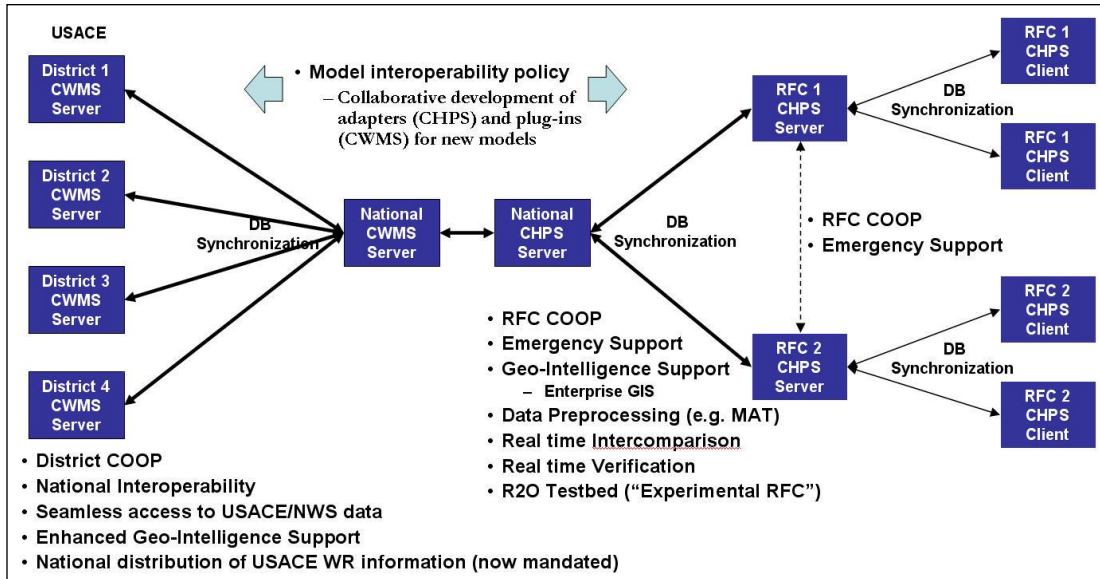 USACE
District 1
CWMS
Server
District 2
CWMS
Server
District 3
CWMS
Server
District 4
CWMS
Server
DB
Synchronization
• Model interoperability policy
– Collaborative development of
adapters (CHPS) and plug-ins
(CWMS) for new models
National
CWMS
Server
National
CHPS
Server
RFC 1
CHPS
Server
DB
Synchronization
RFC 2
CHPS
Server
RFC 1
CHPS
Client
DB
Synchronization
RFC 1
CHPS
Client
• RFC COOP
• Emergency Support
RFC 2
CHPS
Client
DB
Synchronization
RFC 2
CHPS
Client
• RFC COOP
• Emergency Support
• Geo-Intelligence Support
– Enterprise GIS
• Data Preprocessing (e.g. MAT)
• Real time Intercomparison
• Real time Verification
• R2O Testbed (“Experimental RFC”)
• District COOP
• National Interoperability
• Seamless access to USACE/NWS data
• Enhanced Geo-Intelligence Support
• National distribution of USACE WR information (now mandated)